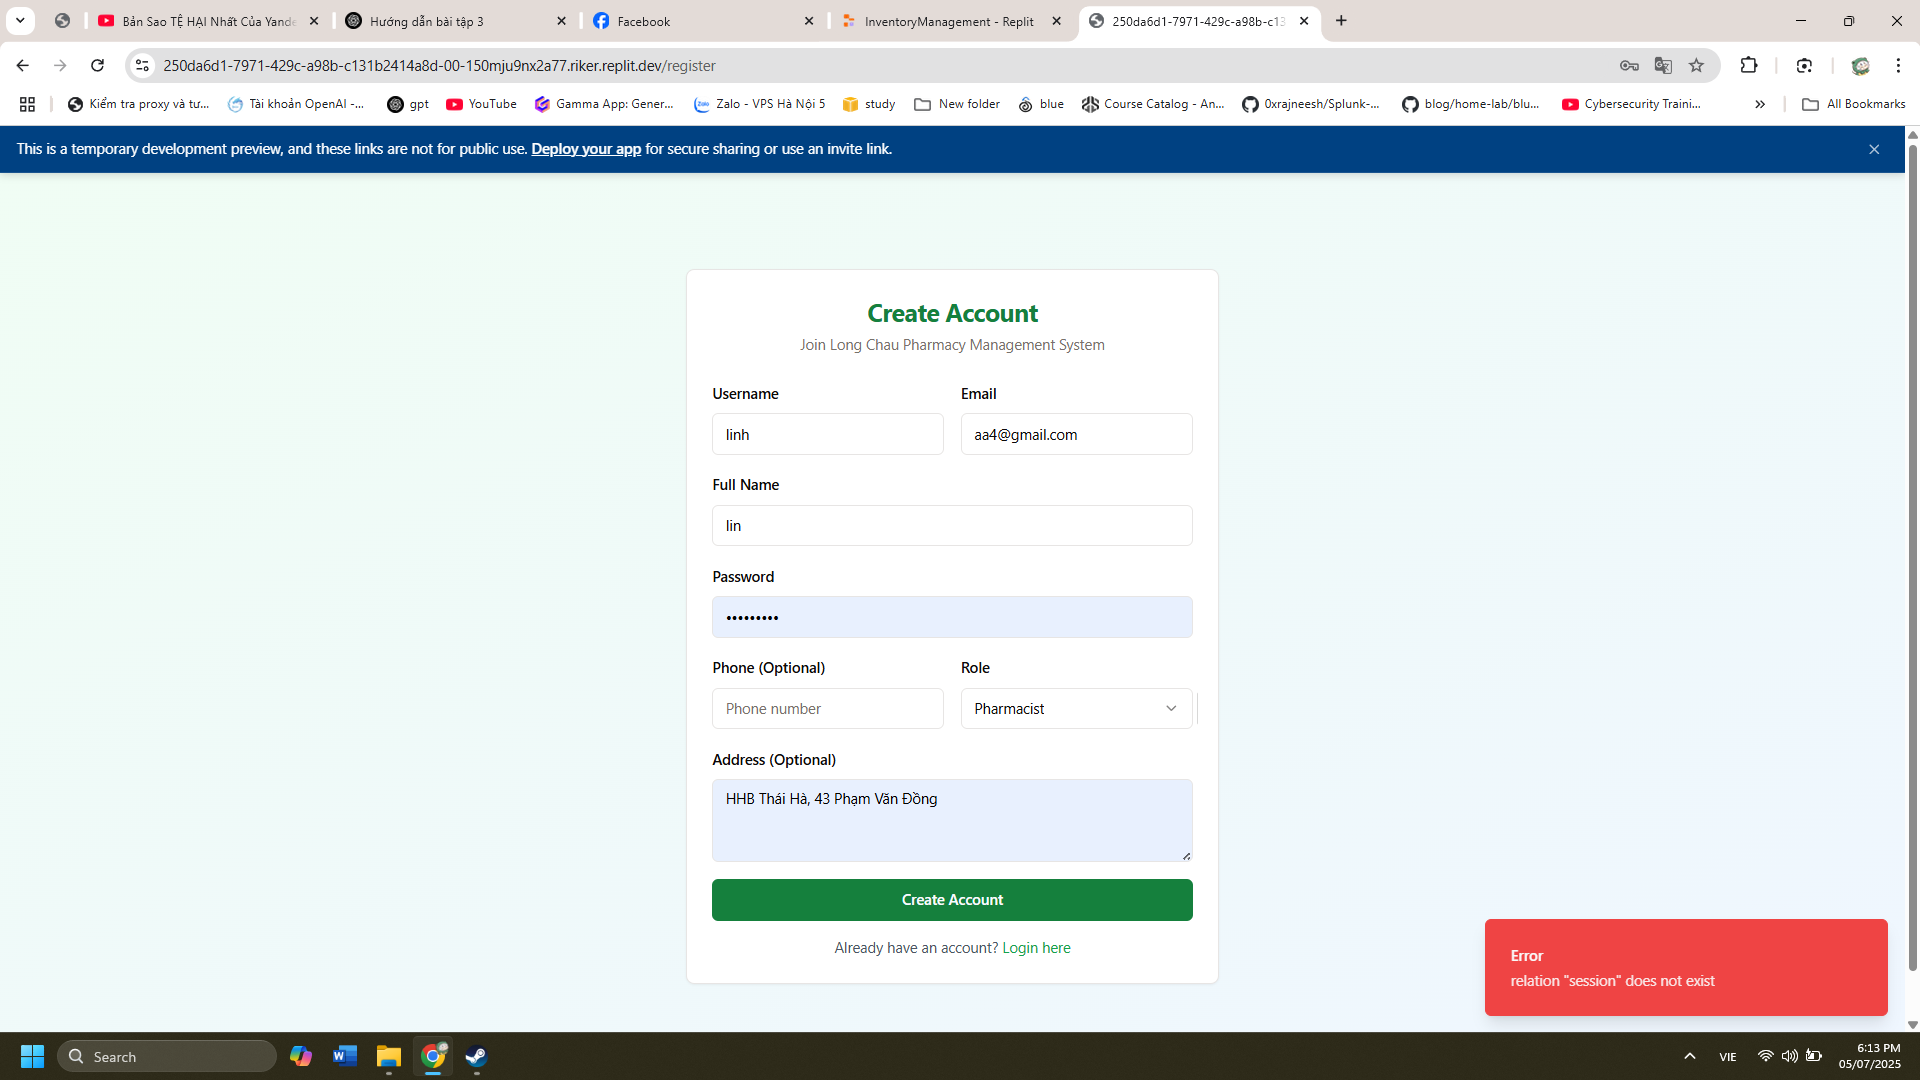 Bản Sao TỆ HẠI Nhất Của Yande
Hướng dẫn bài tập 3
Facebook
InventoryManagement - Replit
250da6d1-7971-429c-a98b-c13
250da6d1-7971-429c-a98b-c131b2414a8d-00-150mju9nx2a77.riker.replit.dev/register
Kiểm tra proxy và tư...
Tài khoản OpenAI -...
gpt
YouTube
Gamma App: Gener...
Zalo - VPS Hà Nội 5
study
New folder
blue
Course Catalog - An...
0xrajneesh/Splunk-...
blog/home-lab/blu...
Cybersecurity Traini...
All Bookmarks
This is a temporary development preview, and these links are not for public use. Deploy your app for secure sharing or use an invite link.
Create Account
Join Long Chau Pharmacy Management System
Username
Email
linh
aa4@gmail.com
Full Name
lin
Password
•••••••••
Phone (Optional)
Role
Phone number
Pharmacist
Address (Optional)
HHB Thái Hà, 43 Phạm Văn Đồng
Create Account
Already have an account? Login here
Error
relation "session" does not exist
Search
VIE
6:13 PM
05/07/2025